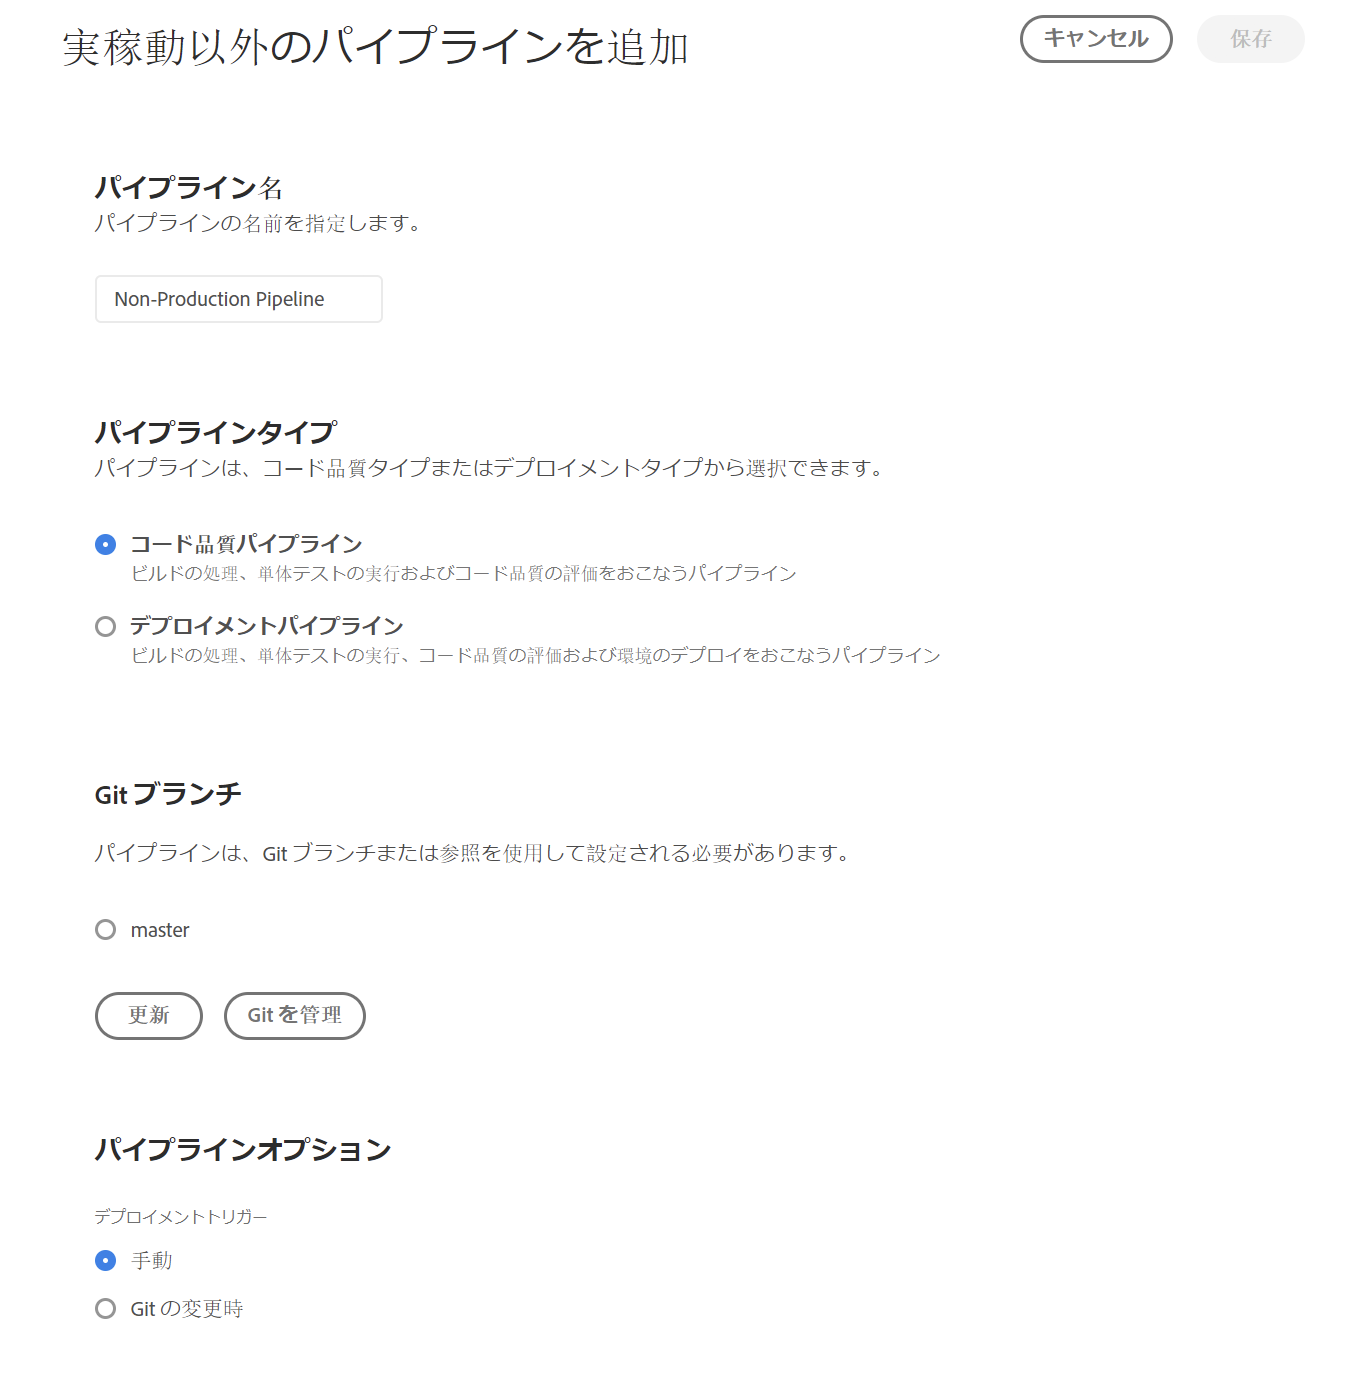 実稼動以外のパイプラインを追加
キャンセル
保存
パイプライン名
パイプラインの名前を指定します。
Non-Production Pipeline
パイプラインタイプ
パイプラインは、コード品質タイプまたはデプロイメントタイプから選択できます。
コード品質パイプライン
ビルドの処理、単体テストの実行およびコード品質の評価をおこなうパイプライン
デプロイメントパイプライン
ビルドの処理、単体テストの実行、コード品質の評価および環境のデプロイをおこなうパイプライン
Git ブランチ
パイプラインは、Git ブランチまたは参照を使用して設定される必要があります。
master
更新
Git を管理
パイプラインオプション
デプロイメントトリガー
手動
Git の変更時